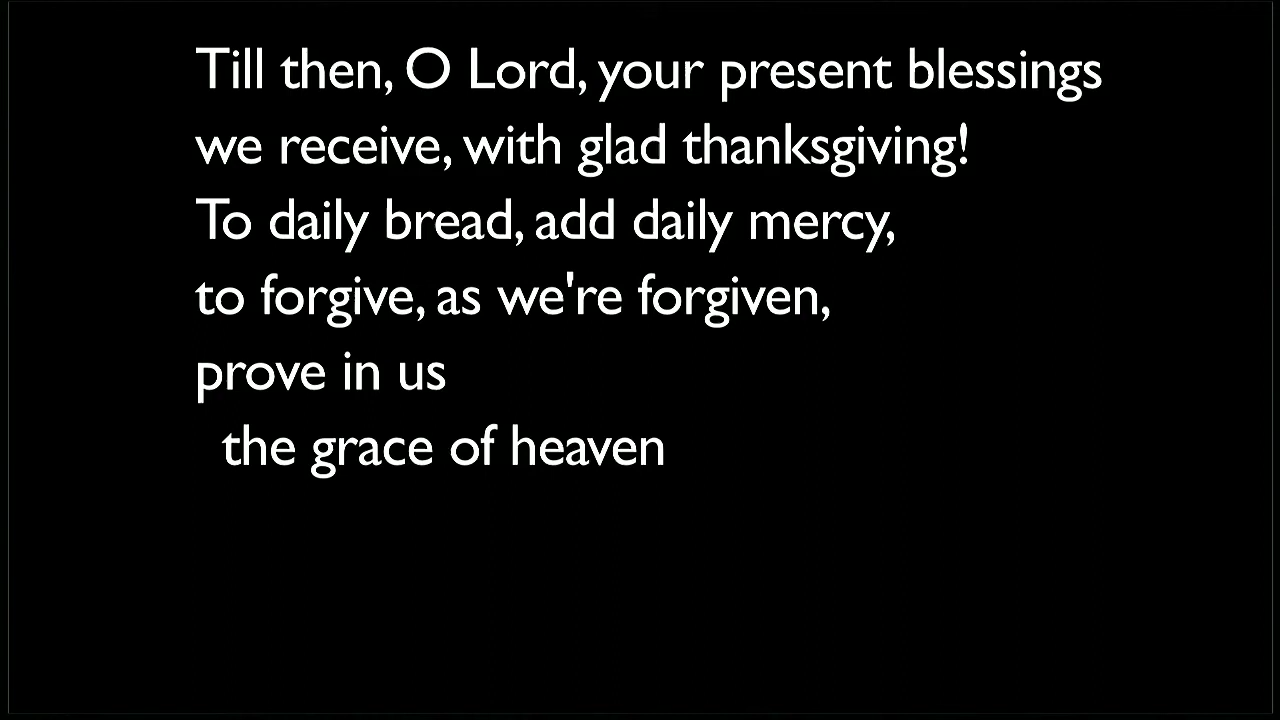 Till then, O Lord, your present blessings
we receive, with glad thanksgiving!
To daily bread, add daily mercy,
to forgive, as we're forgiven,
prove in us
the grace of heaven